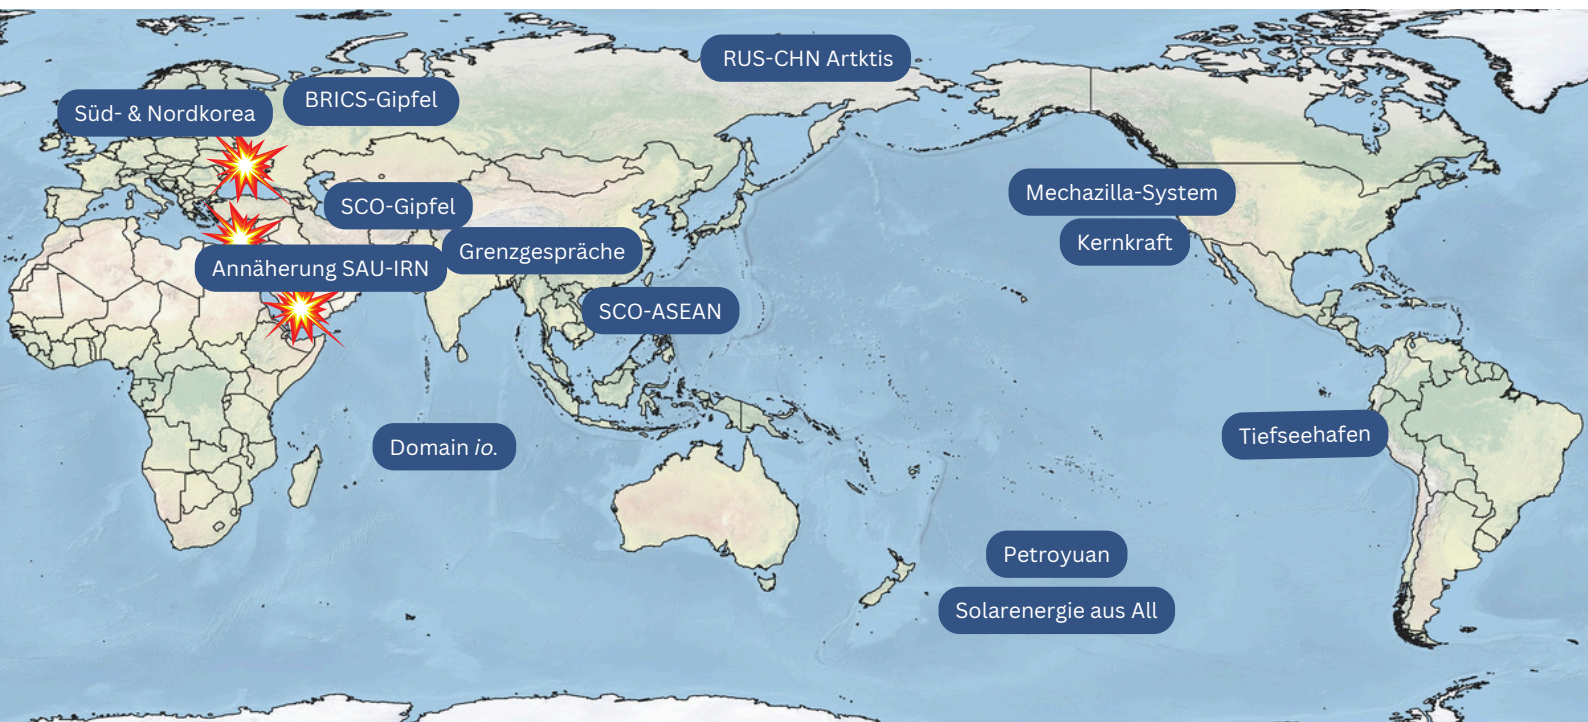 RUS-CHN Artktis
BRICS-Gipfel
Süd- & Nordkorea
Mechazilla-System
SCO-Gipfel
Kernkraft
Grenzgespräche
Annäherung SAU-IRN
SCO-ASEAN
Tiefseehafen
Domain io.
Petroyuan
Solarenergie aus All